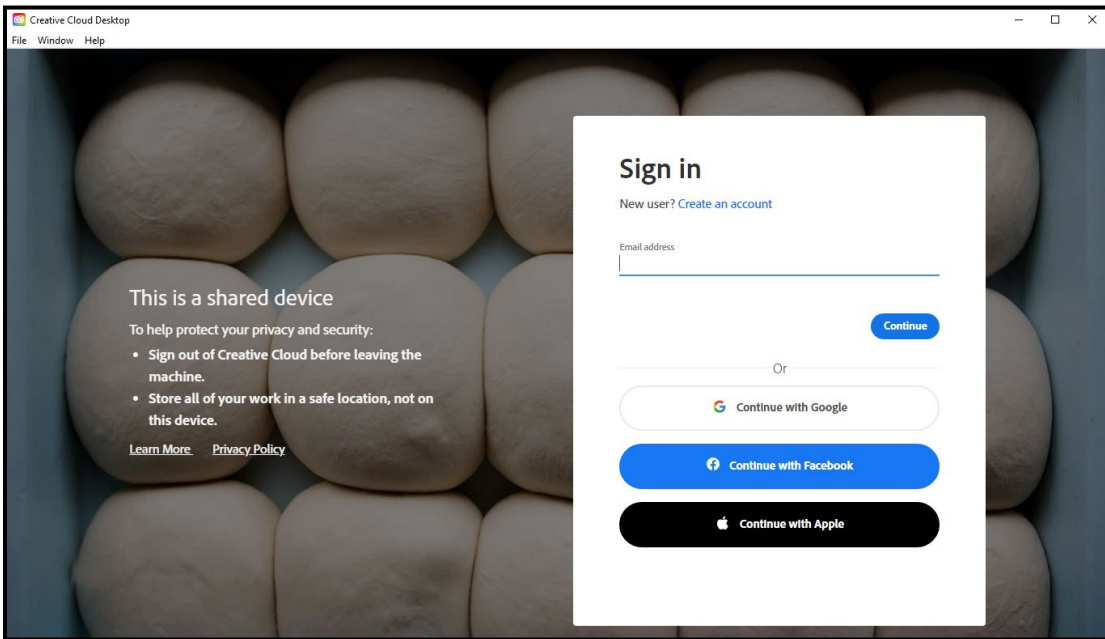 Creative Cloud Desktop
File Window Help
This is a shared device
To help protect your privacy and security:
• Sign out of Creative Cloud before leaving the
machine.
• Store all of your work in a safe location, not on
this device.
Learn More Privacy Policy
Sign in
New user? Create an account
Email address
Continue
Or
Continue with Google
Continue with Facebook
Continue with Apple